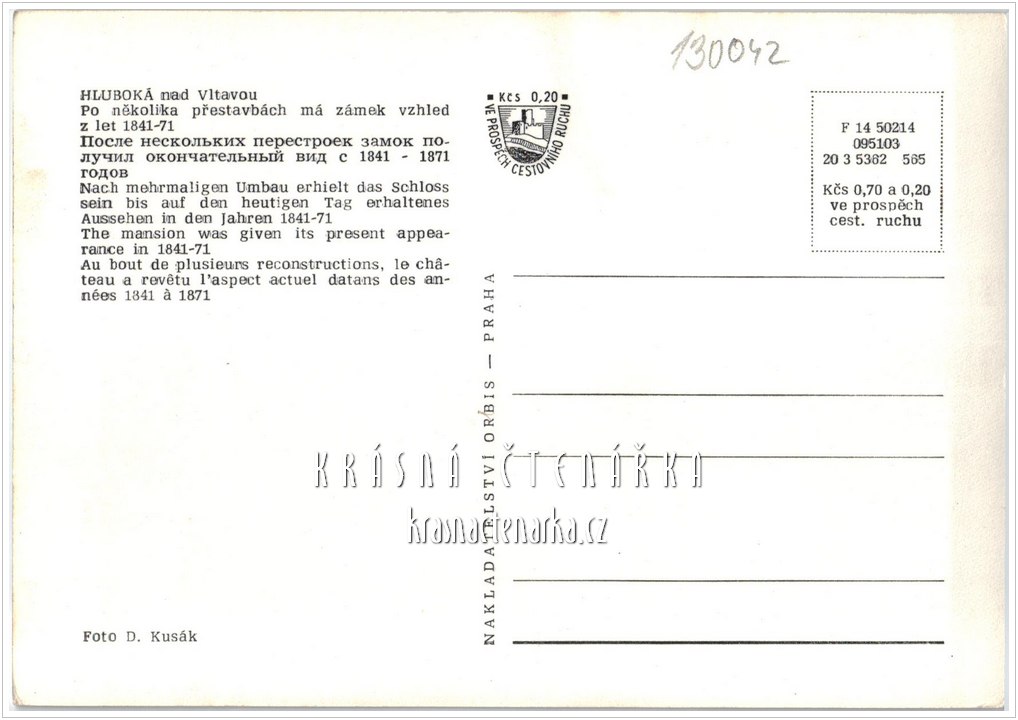 130042
HLUBOKÁ nad Vltavou
Po několika přestavbách má zámek vzhled
z let 1841-71
После нескольких перестроек замок по-
лучил окончательный вид с 1841 - 1871
годов
Nach mehrmaligen Umbau erhielt das Schloss
sein bis auf den heutigen Tag erhaltenes
Aussehen in den Jahren 1841-71
The mansion was given its present appea-
rance in 1841-71
Au bout de plusieurs reconstructions, le châ-
teau a revêtu l'aspect actuel datans des an-
nées 1841 à 1871
Foto D. Kusák
Kčs 0,20
VE PROSPĚCH CESTOVNÍHO RUCHU
NAKLADATELSTVÍ ORBIS — PRAHA
F 14 50214
095103
20 3 5362 565
Kčs 0,70 a 0,20
ve prospěch
cest. ruchu
KRÁSNÁ ČTENÁŘKA
krasnactenarka.cz